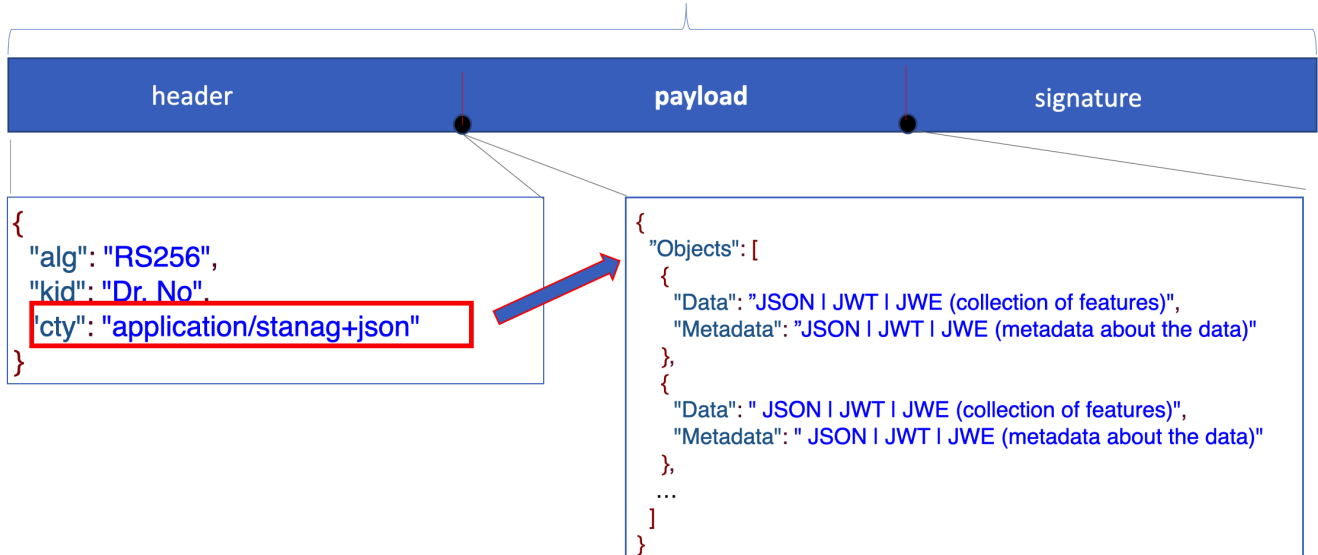 header
payload
signature
{
"alg": "RS256",
"kid": "Dr. No",
"cty": "application/stanag+json"
}
{
”Objects": [
{
"Data": ”JSON | JWT | JWE (collection of features)",
"Metadata": ”JSON | JWT | JWE (metadata about the data)"
},
{
"Data": " JSON | JWT | JWE (collection of features)",
"Metadata": " JSON | JWT | JWE (metadata about the data)"
},
...
]
}